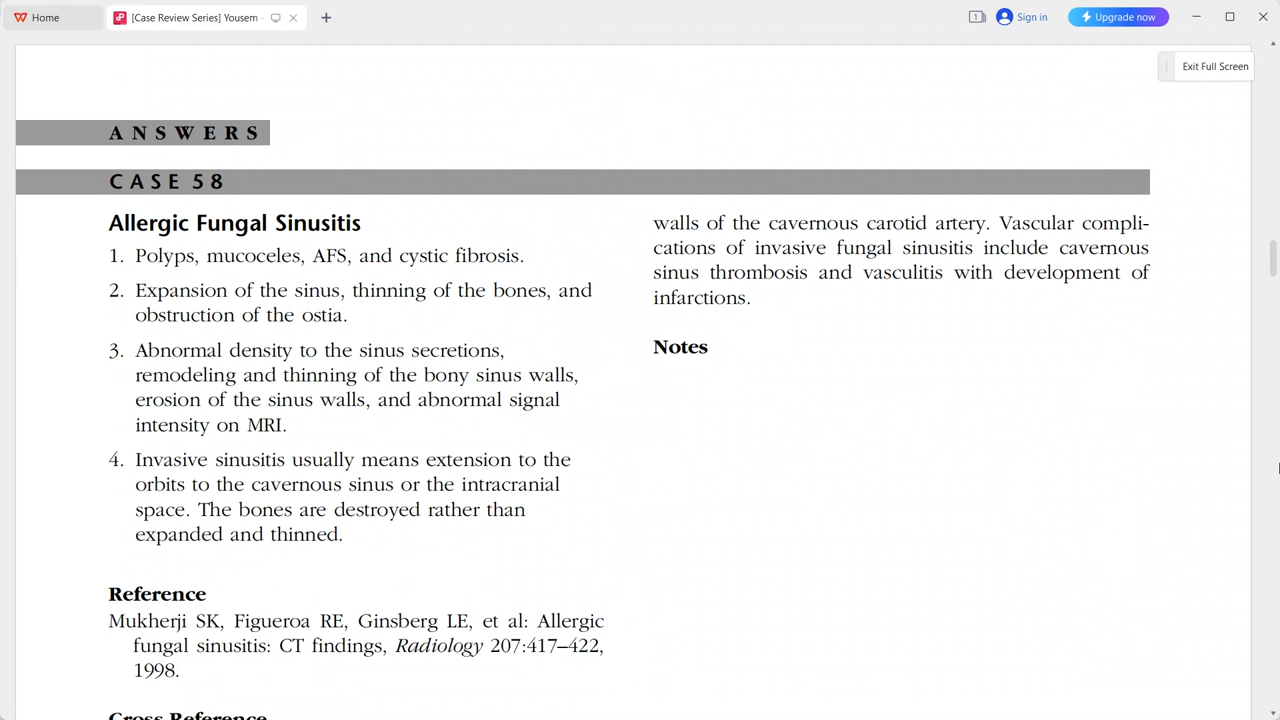 Home
[Case Review Series] Yousem -
1
Sign in
Upgrade now
Exit Full Screen
ANSWERS
CASE 58
Allergic Fungal Sinusitis
1. Polyps, mucoceles, AFS, and cystic fibrosis.
2. Expansion of the sinus, thinning of the bones, and
obstruction of the ostia.
3. Abnormal density to the sinus secretions,
remodeling and thinning of the bony sinus walls,
erosion of the sinus walls, and abnormal signal
intensity on MRI.
4. Invasive sinusitis usually means extension to the
orbits to the cavernous sinus or the intracranial
space. The bones are destroyed rather than
expanded and thinned.
Reference
Mukherji SK, Figueroa RE, Ginsberg LE, et al: Allergic
fungal sinusitis: CT findings, Radiology 207:417–422,
1998.
Cross Reference
walls of the cavernous carotid artery. Vascular compli-
cations of invasive fungal sinusitis include cavernous
sinus thrombosis and vasculitis with development of
infarctions.
Notes